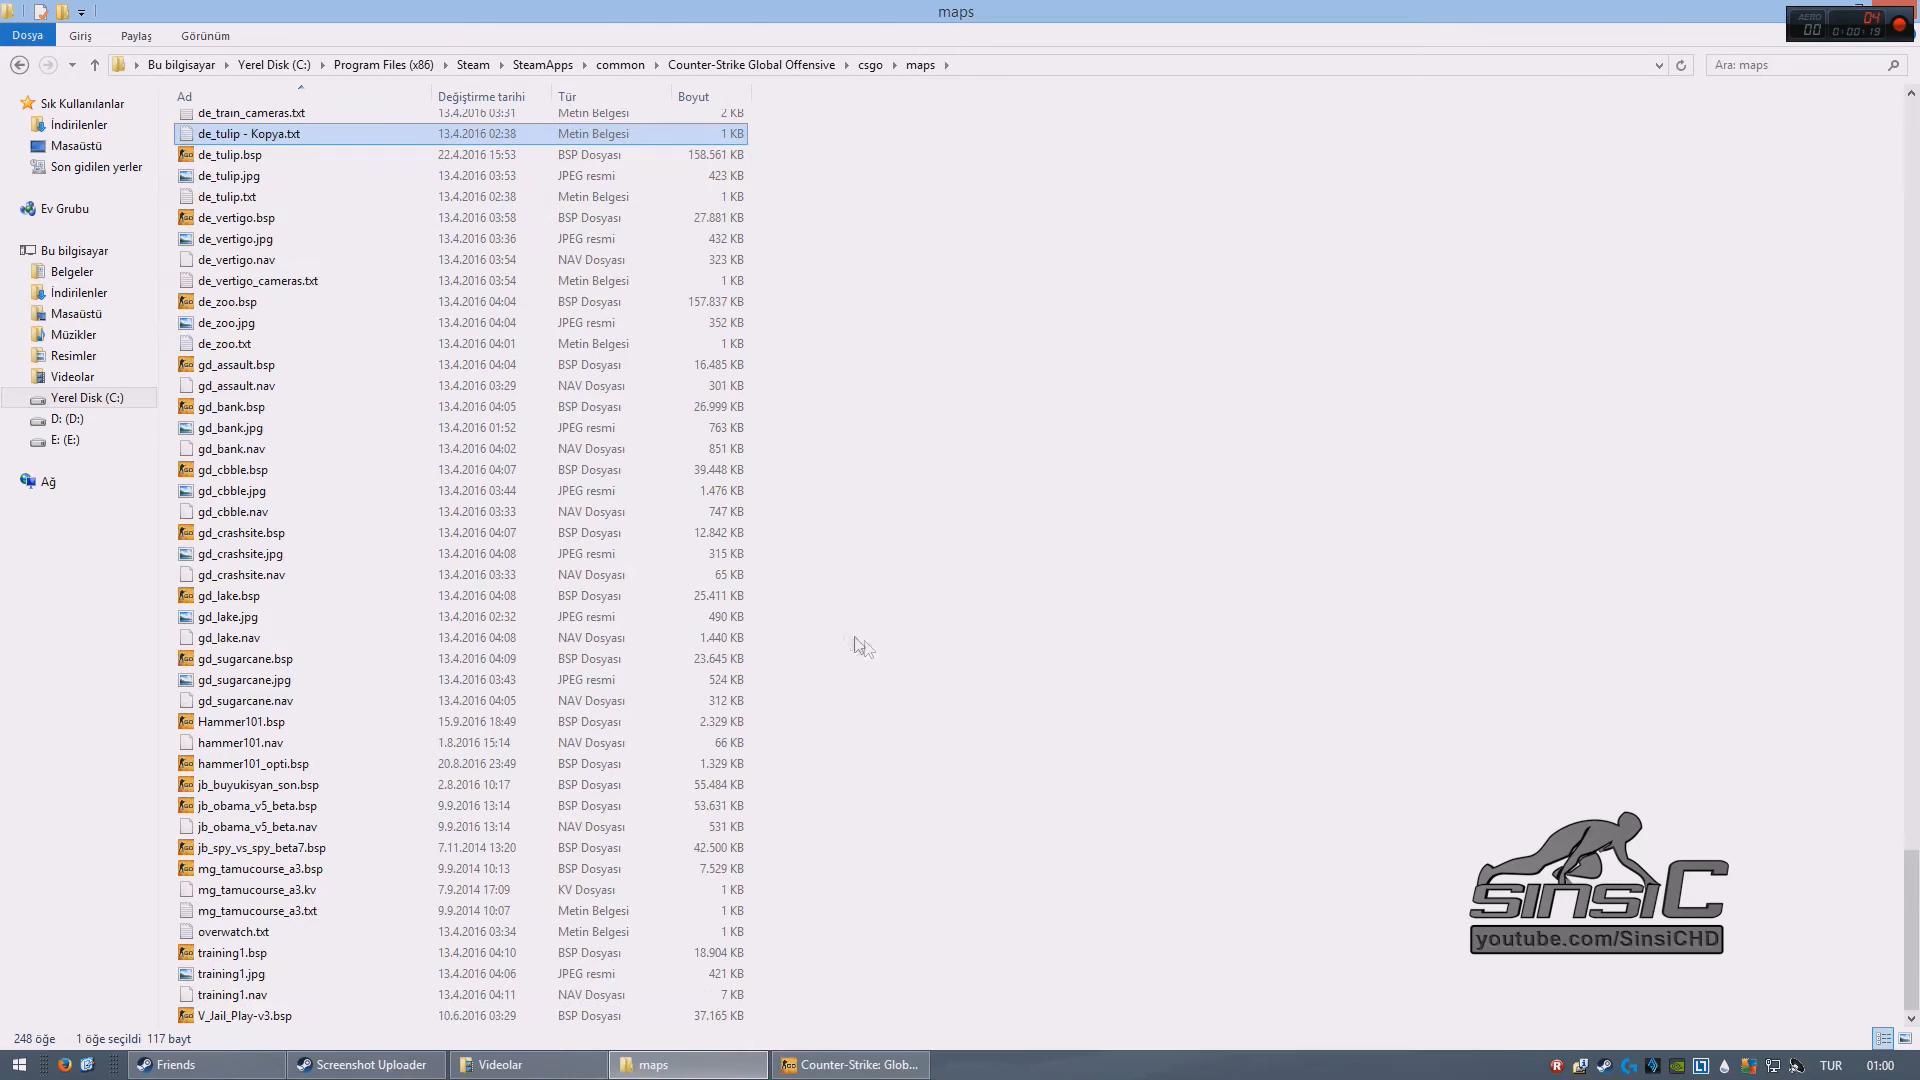 maps
AERO
00
04
0:00:19
Dosya
Giriş
Paylaş
Görünüm
Bu bilgisayar
Yerel Disk (C:)
Program Files (x86)
Steam
SteamApps
common
Counter-Strike Global Offensive
csgo
maps
Ara: maps
Sık Kullanılanlar
İndirilenler
Masaüstü
Son gidilen yerler
Ev Grubu
Bu bilgisayar
Belgeler
İndirilenler
Masaüstü
Müzikler
Resimler
Videolar
Yerel Disk (C:)
D: (D:)
E: (E:)
Ağ
Ad Değiştirme tarihi Tür Boyut
de_train_cameras.txt 13.4.2016 03:31 Metin Belgesi 2 KB
de_tulip - Kopya.txt 13.4.2016 02:38 Metin Belgesi 1 KB
de_tulip.bsp 22.4.2016 15:53 BSP Dosyası 158.561 KB
de_tulip.jpg 13.4.2016 03:53 JPEG resmi 423 KB
de_tulip.txt 13.4.2016 02:38 Metin Belgesi 1 KB
de_vertigo.bsp 13.4.2016 03:58 BSP Dosyası 27.881 KB
de_vertigo.jpg 13.4.2016 03:36 JPEG resmi 432 KB
de_vertigo.nav 13.4.2016 03:54 NAV Dosyası 323 KB
de_vertigo_cameras.txt 13.4.2016 03:54 Metin Belgesi 1 KB
de_zoo.bsp 13.4.2016 04:04 BSP Dosyası 157.837 KB
de_zoo.jpg 13.4.2016 04:04 JPEG resmi 352 KB
de_zoo.txt 13.4.2016 04:01 Metin Belgesi 1 KB
gd_assault.bsp 13.4.2016 04:04 BSP Dosyası 16.485 KB
gd_assault.nav 13.4.2016 03:29 NAV Dosyası 301 KB
gd_bank.bsp 13.4.2016 04:05 BSP Dosyası 26.999 KB
gd_bank.jpg 13.4.2016 01:52 JPEG resmi 763 KB
gd_bank.nav 13.4.2016 04:02 NAV Dosyası 851 KB
gd_cbble.bsp 13.4.2016 04:07 BSP Dosyası 39.448 KB
gd_cbble.jpg 13.4.2016 03:44 JPEG resmi 1.476 KB
gd_cbble.nav 13.4.2016 03:33 NAV Dosyası 747 KB
gd_crashsite.bsp 13.4.2016 04:07 BSP Dosyası 12.842 KB
gd_crashsite.jpg 13.4.2016 04:08 JPEG resmi 315 KB
gd_crashsite.nav 13.4.2016 03:33 NAV Dosyası 65 KB
gd_lake.bsp 13.4.2016 04:08 BSP Dosyası 25.411 KB
gd_lake.jpg 13.4.2016 02:32 JPEG resmi 490 KB
gd_lake.nav 13.4.2016 04:08 NAV Dosyası 1.440 KB
gd_sugarcane.bsp 13.4.2016 04:09 BSP Dosyası 23.645 KB
gd_sugarcane.jpg 13.4.2016 03:43 JPEG resmi 524 KB
gd_sugarcane.nav 13.4.2016 04:05 NAV Dosyası 312 KB
Hammer101.bsp 15.9.2016 18:49 BSP Dosyası 2.329 KB
hammer101.nav 1.8.2016 15:14 NAV Dosyası 66 KB
hammer101_opti.bsp 20.8.2016 23:49 BSP Dosyası 1.329 KB
jb_buyukisyan_son.bsp 2.8.2016 10:17 BSP Dosyası 55.484 KB
jb_obama_v5_beta.bsp 9.9.2016 13:14 BSP Dosyası 53.631 KB
jb_obama_v5_beta.nav 9.9.2016 13:14 NAV Dosyası 531 KB
jb_spy_vs_spy_beta7.bsp 7.11.2014 13:20 BSP Dosyası 42.500 KB
mg_tamucourse_a3.bsp 9.9.2014 10:13 BSP Dosyası 7.529 KB
mg_tamucourse_a3.kv 7.9.2014 17:09 KV Dosyası 1 KB
mg_tamucourse_a3.txt 9.9.2014 10:07 Metin Belgesi 1 KB
overwatch.txt 13.4.2016 03:34 Metin Belgesi 1 KB
training1.bsp 13.4.2016 04:10 BSP Dosyası 18.904 KB
training1.jpg 13.4.2016 04:06 JPEG resmi 421 KB
training1.nav 13.4.2016 04:11 NAV Dosyası 7 KB
V_Jail_Play-v3.bsp 10.6.2016 03:29 BSP Dosyası 37.165 KB
SİNSİC
youtube.com/SinsiCHD
248 öğe 1 öğe seçildi 117 bayt
Friends
Screenshot Uploader
Videolar
maps
Counter-Strike: Glob...
TUR
01:00